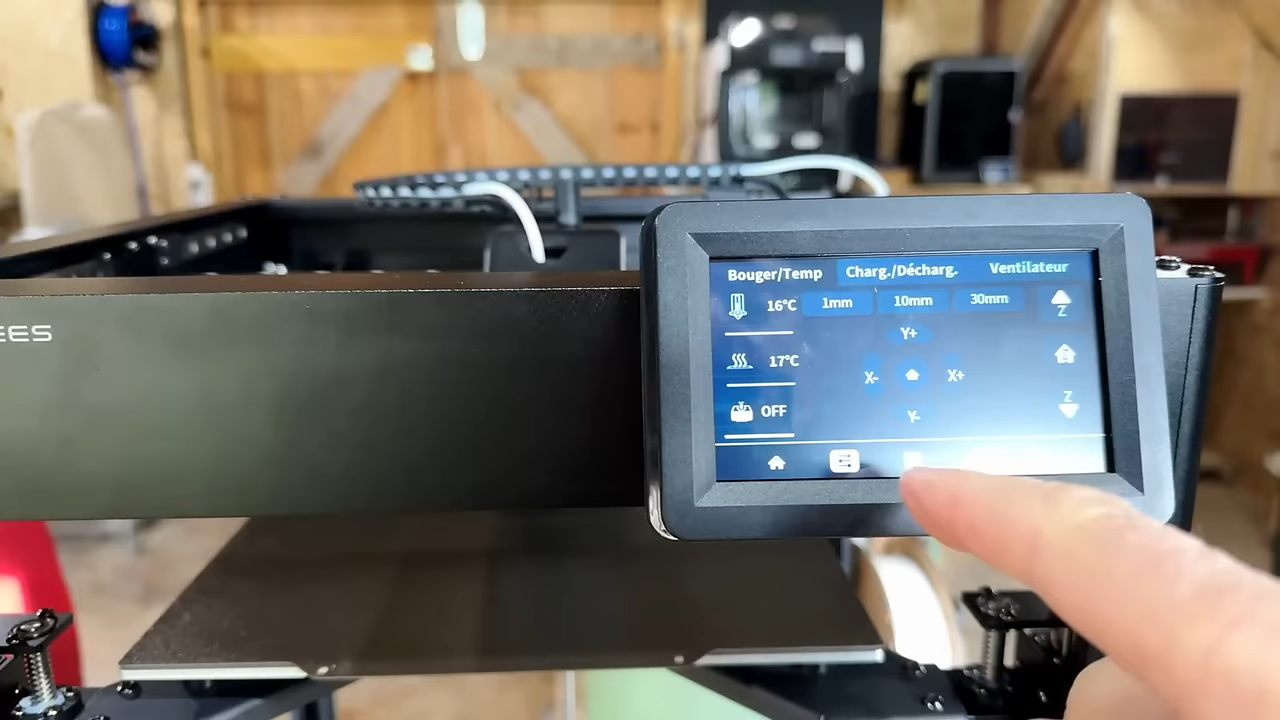 EES
Bouger/Temp Charg./Décharg. Ventilateur
16°C 1mm 10mm 30mm Z
Y+
17°C X- X+
Z
OFF Y-